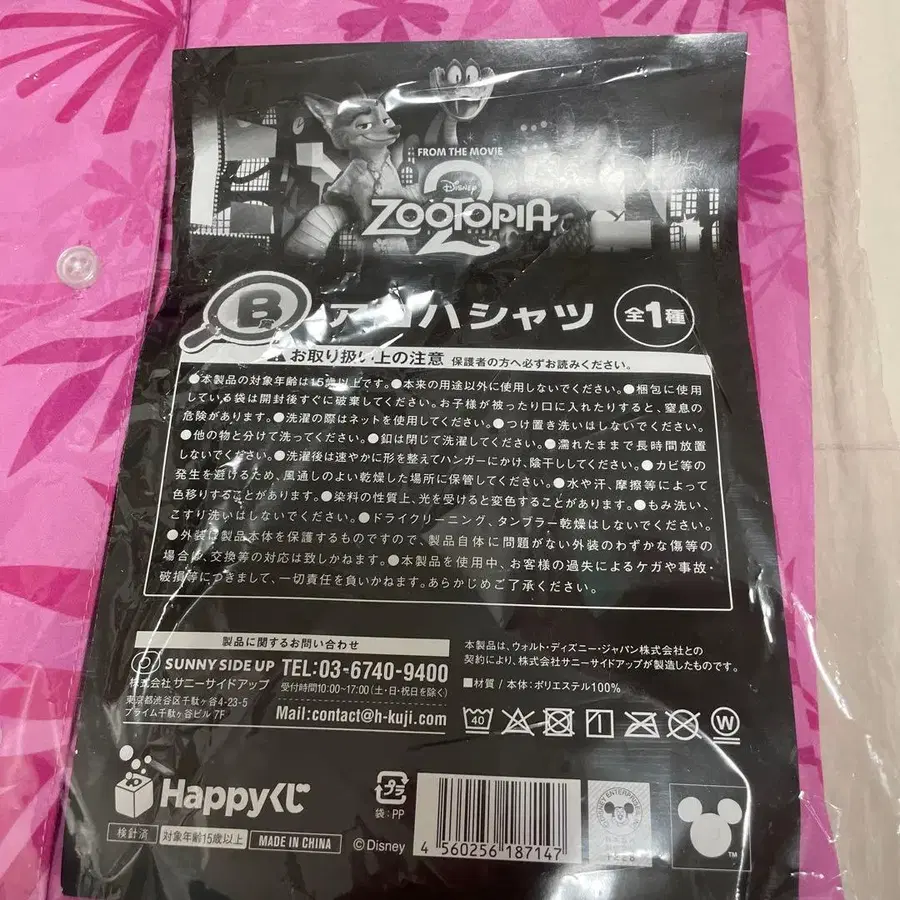 FROM THE MOVIE
Disney
ZOOTOPIA
2
B アロハシャツ 全1種
お取り扱い上の注意 保護者の方へ必ずお読みください。
●本製品の対象年齢は15歳以上です。●本来の用途以外に使用しないでください。●梱包に使用
している袋は開封後すぐに破棄してください。お子様が被ったり口に入れたりすると、窒息の
危険があります。●洗濯の際はネットを使用してください。●つけ置き洗いはしないでください。
●他の物と分けて洗ってください。●釦は閉じて洗濯してください。●濡れたままで長時間放置
しないでください。●洗濯後は速やかに形を整えてハンガーにかけ、陰干ししてください。●カビ等の
発生を避けるため、風通しのよい乾燥した場所に保管してください。●水や汗、摩擦等によって
色移りすることがあります。●染料の性質上、光を受けると変色することがあります。●もみ洗い、
こすり洗いはしないでください。●ドライクリーニング、タンブラー乾燥はしないでください。
●外装は製品本体を保護するものですので、製品自体に問題がない外装のわずかな傷等の
場合は、交換等の対応は致しかねます。●本製品を使用中、お客様の過失によるケガや事故・
破損等につきまして、一切責任を負いかねます。あらかじめご了承ください。
製品に関するお問い合わせ
SUNNY SIDE UP TEL:03-6740-9400
株式会社 サニーサイドアップ 受付時間10:00~17:00(土・日・祝日を除く)
東京都渋谷区千駄ヶ谷4-23-5
プライム千駄ヶ谷ビル 7F Mail:contact@h-kuji.com
本製品は、ウォルト・ディズニー・ジャパン株式会社との
契約により、株式会社サニーサイドアップが製造したものです。
■材質 / 本体:ポリエステル100%
40 W
Happyくじ
検針済 対象年齢15歳以上 MADE IN CHINA ©Disney
プラ
袋:PP
4 560256 187147
TM